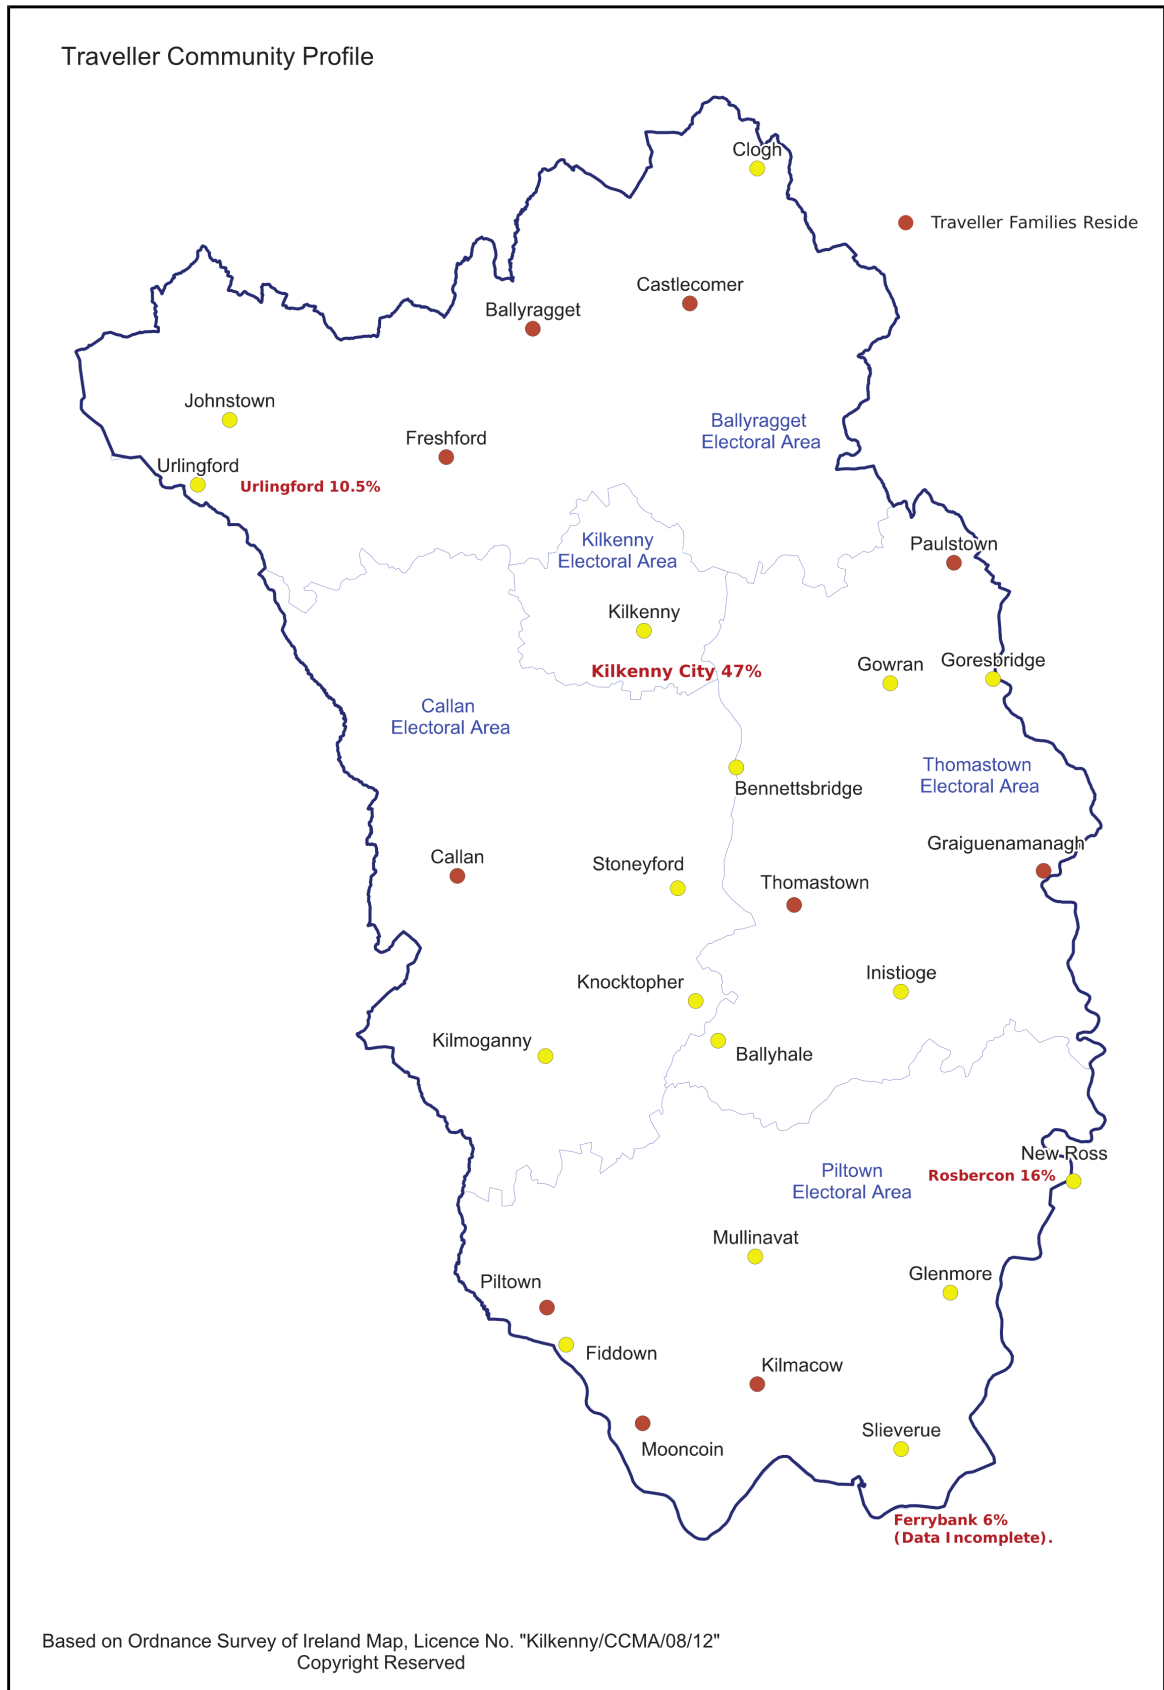 Traveller Community Profile
Clogh
Traveller Families Reside
Castlecomer
Ballyragget
Johnstown
Ballyragget
Electoral Area
Freshford
Urlingford
Urlingford 10.5%
Kilkenny
Electoral Area
Paulstown
Kilkenny
Kilkenny City 47%
Gowran
Goresbridge
Callan
Electoral Area
Thomastown
Electoral Area
Bennettsbridge
Graiguenamanagh
Callan
Stoneyford
Thomastown
Knocktopher
Inistioge
Kilmoganny
Ballyhale
New Ross
Rosbercon 16%
Piltown
Electoral Area
Mullinavat
Glenmore
Piltown
Fiddown
Kilmacow
Mooncoin
Slieverue
Ferrybank 6%
(Data Incomplete).
Based on Ordnance Survey of Ireland Map, Licence No. "Kilkenny/CCMA/08/12"
Copyright Reserved